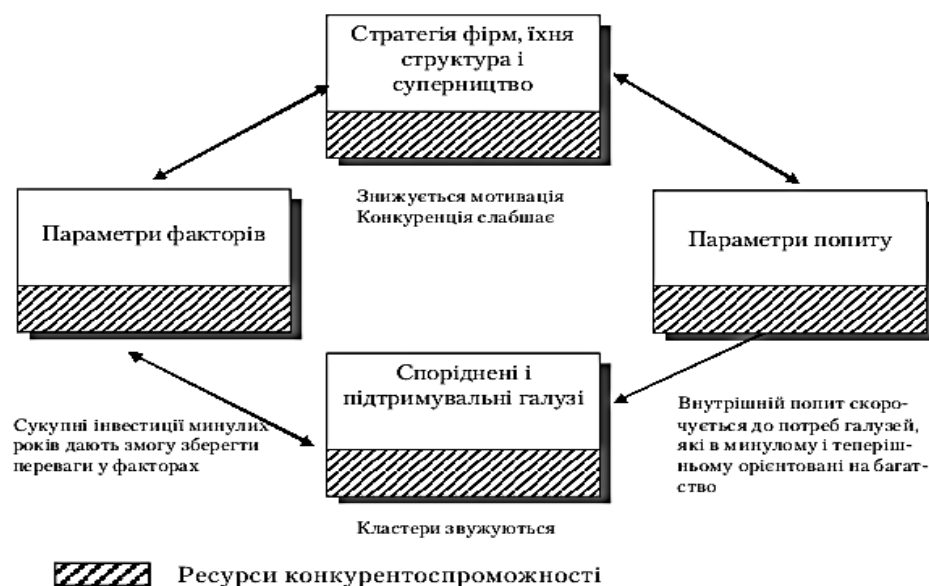 Стратегія фірм, їхня
структура і
суперництво
Знижується мотивація
Конкуренція слабшає
Параметри факторів
Параметри попиту
Споріднені і
підтримувальні галузі
Сукупні інвестиції минулих
років дають змогу зберегти
переваги у факторах
Внутрішній попит скоро-
чується до потреб галузей,
які в минулому і теперіш-
ньому орієнтовані на багат-
ство
Кластери звужуються
Ресурси конкурентоспроможності